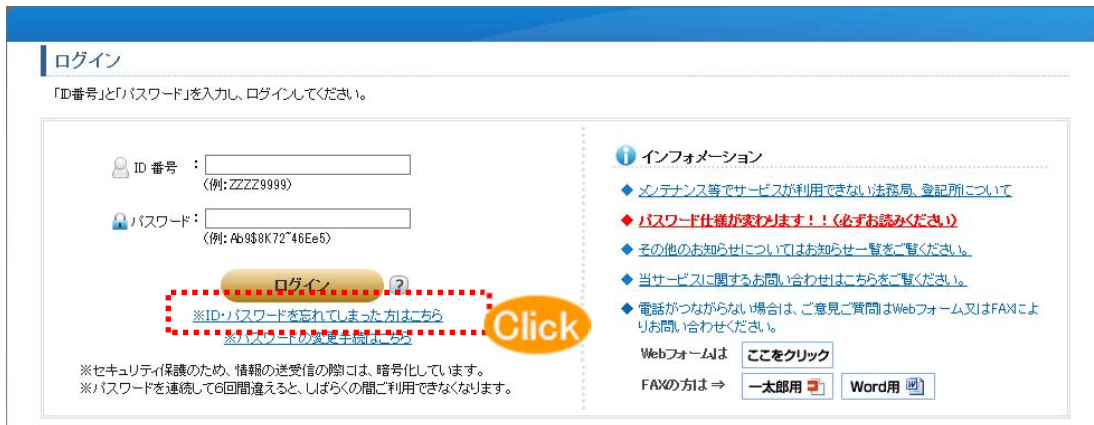 ログイン
「ID番号」と「パスワード」を入力し、ログインしてください。
ID 番号 :
(例:ZZZZ9999)
パスワード:
(例:Ab9$8K72~46Ee5)
ログイン
?
※ID・パスワードを忘れてしまった方はこちら
Click
※パスワードの変更手続はこちら
※セキュリティ保護のため、情報の送受信の際には、暗号化しています。
※パスワードを連続して6回間違えると、しばらくの間ご利用できなくなります。
インフォメーション
◆ メンテナンス等でサービスが利用できない法務局、登記所について
◆ パスワード仕様が変わります!!(必ずお読みください)
◆ その他のお知らせについてはお知らせ一覧をご覧ください。
◆ 当サービスに関するお問い合わせはこちらをご覧ください。
◆ 電話がつながらない場合は、ご意見ご質問はWebフォーム又はFAXによ
りお問い合わせください。
Webフォームは ここをクリック
FAXの方は⇒ 一太郎用 Word用